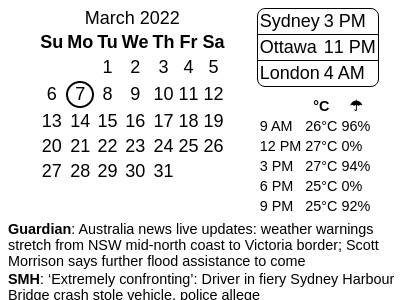 March 2022
Su Mo Tu We Th Fr Sa
1 2 3 4 5
6 7 8 9 10 11 12
13 14 15 16 17 18 19
20 21 22 23 24 25 26
27 28 29 30 31
Sydney 3 PM
Ottawa 11 PM
London 4 AM
°C ☂
9 AM 26°C 96%
12 PM 27°C 0%
3 PM 27°C 94%
6 PM 25°C 0%
9 PM 25°C 92%
Guardian: Australia news live updates: weather warnings
stretch from NSW mid-north coast to Victoria border; Scott
Morrison says further flood assistance to come
SMH: ‘Extremely confronting’: Driver in fiery Sydney Harbour
Bridge crash stole vehicle, police allege